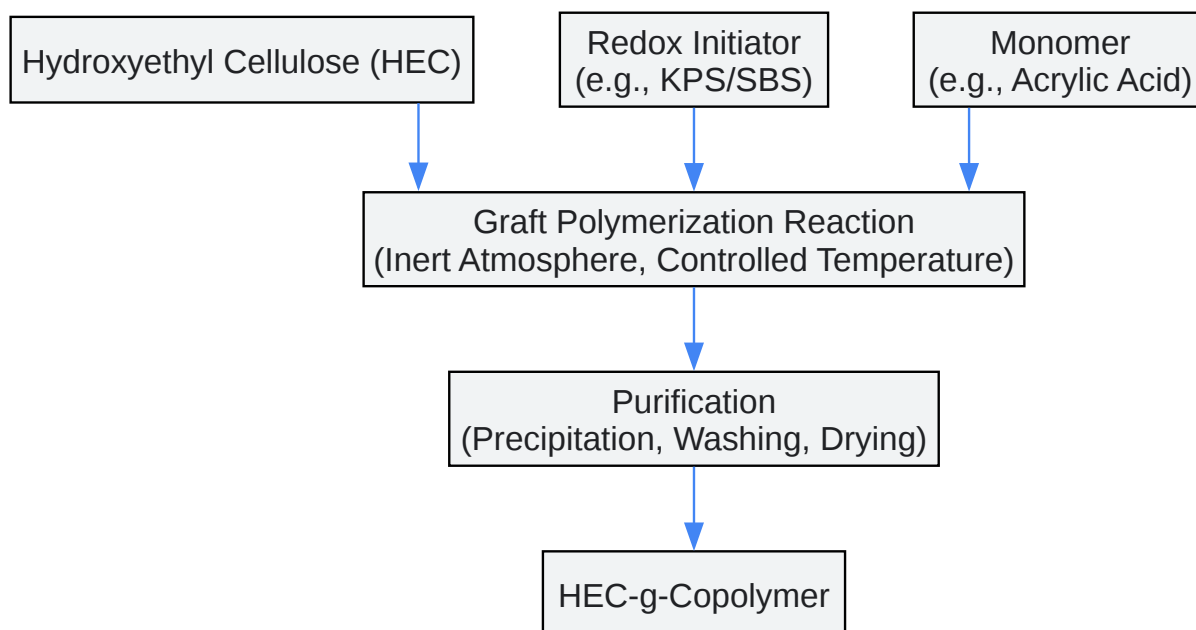 Hydroxyethyl Cellulose (HEC)
Redox Initiator
(e.g., KPS/SBS)
Monomer
(e.g., Acrylic Acid)
Graft Polymerization Reaction
(Inert Atmosphere, Controlled Temperature)
Purification
(Precipitation, Washing, Drying)
HEC-g-Copolymer